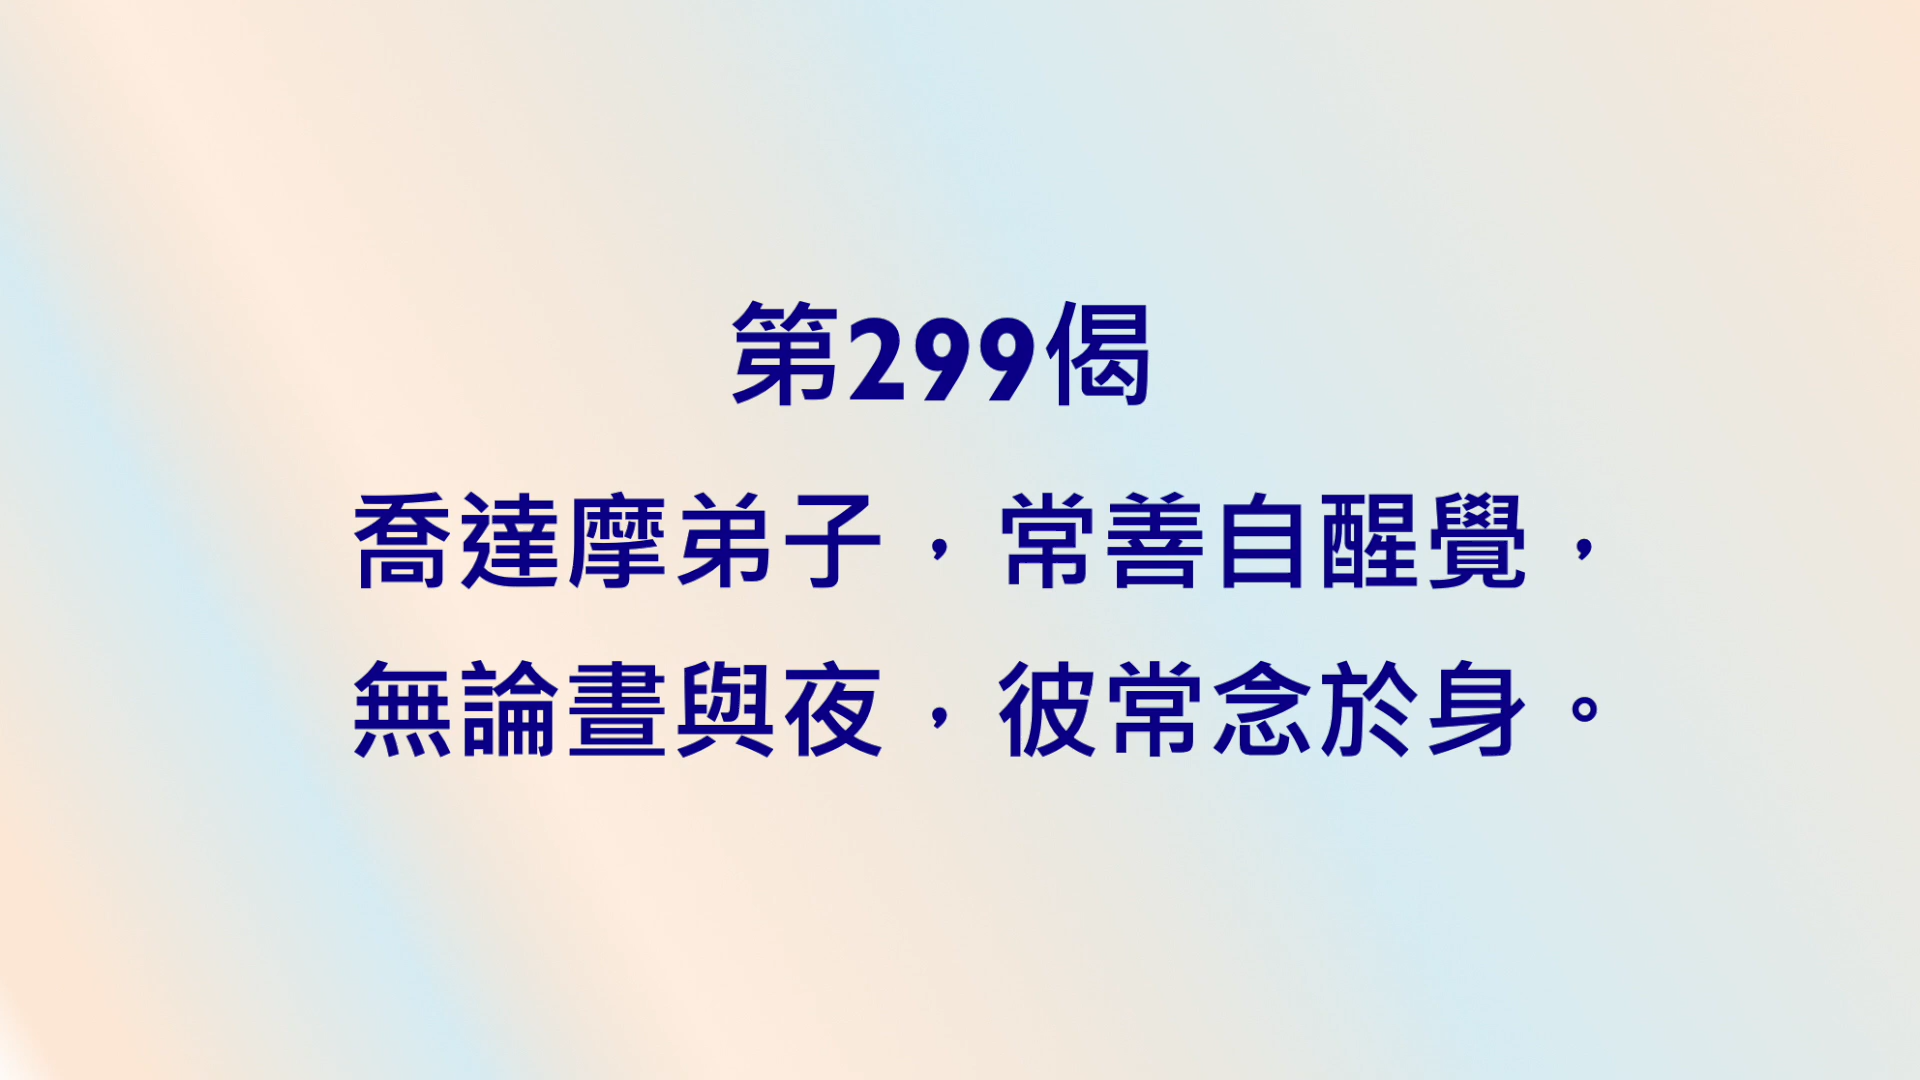 第299偈
喬達摩弟子，常善自醒覺，
無論晝與夜，彼常念於身。